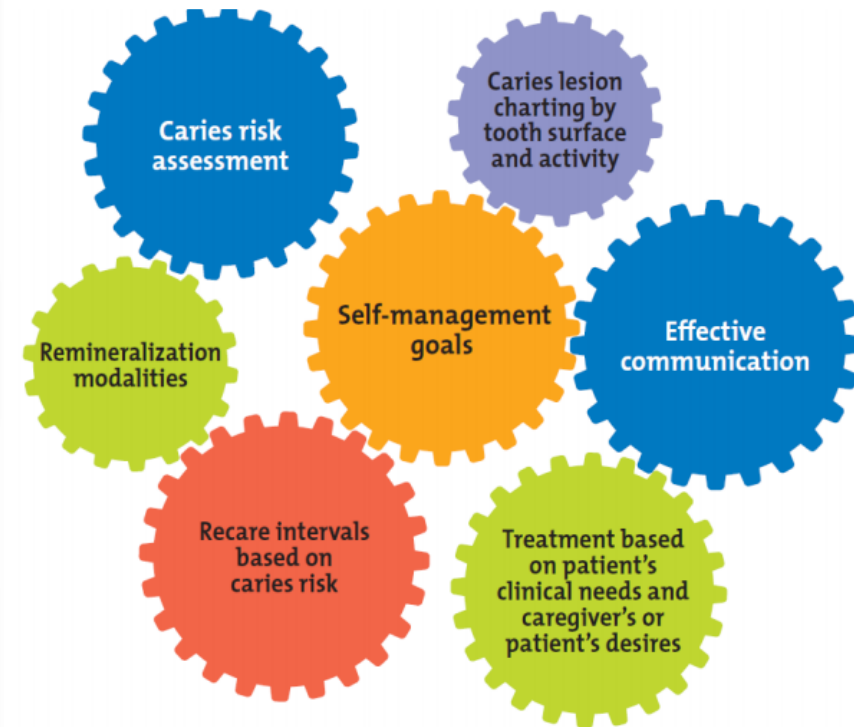 Caries risk
assessment
Caries lesion
charting by
tooth surface
and activity
Remineralization
modalities
Self-management
goals
Effective
communication
Recare intervals
based on
caries risk
Treatment based
on patient’s
clinical needs and
caregiver’s or
patient’s desires